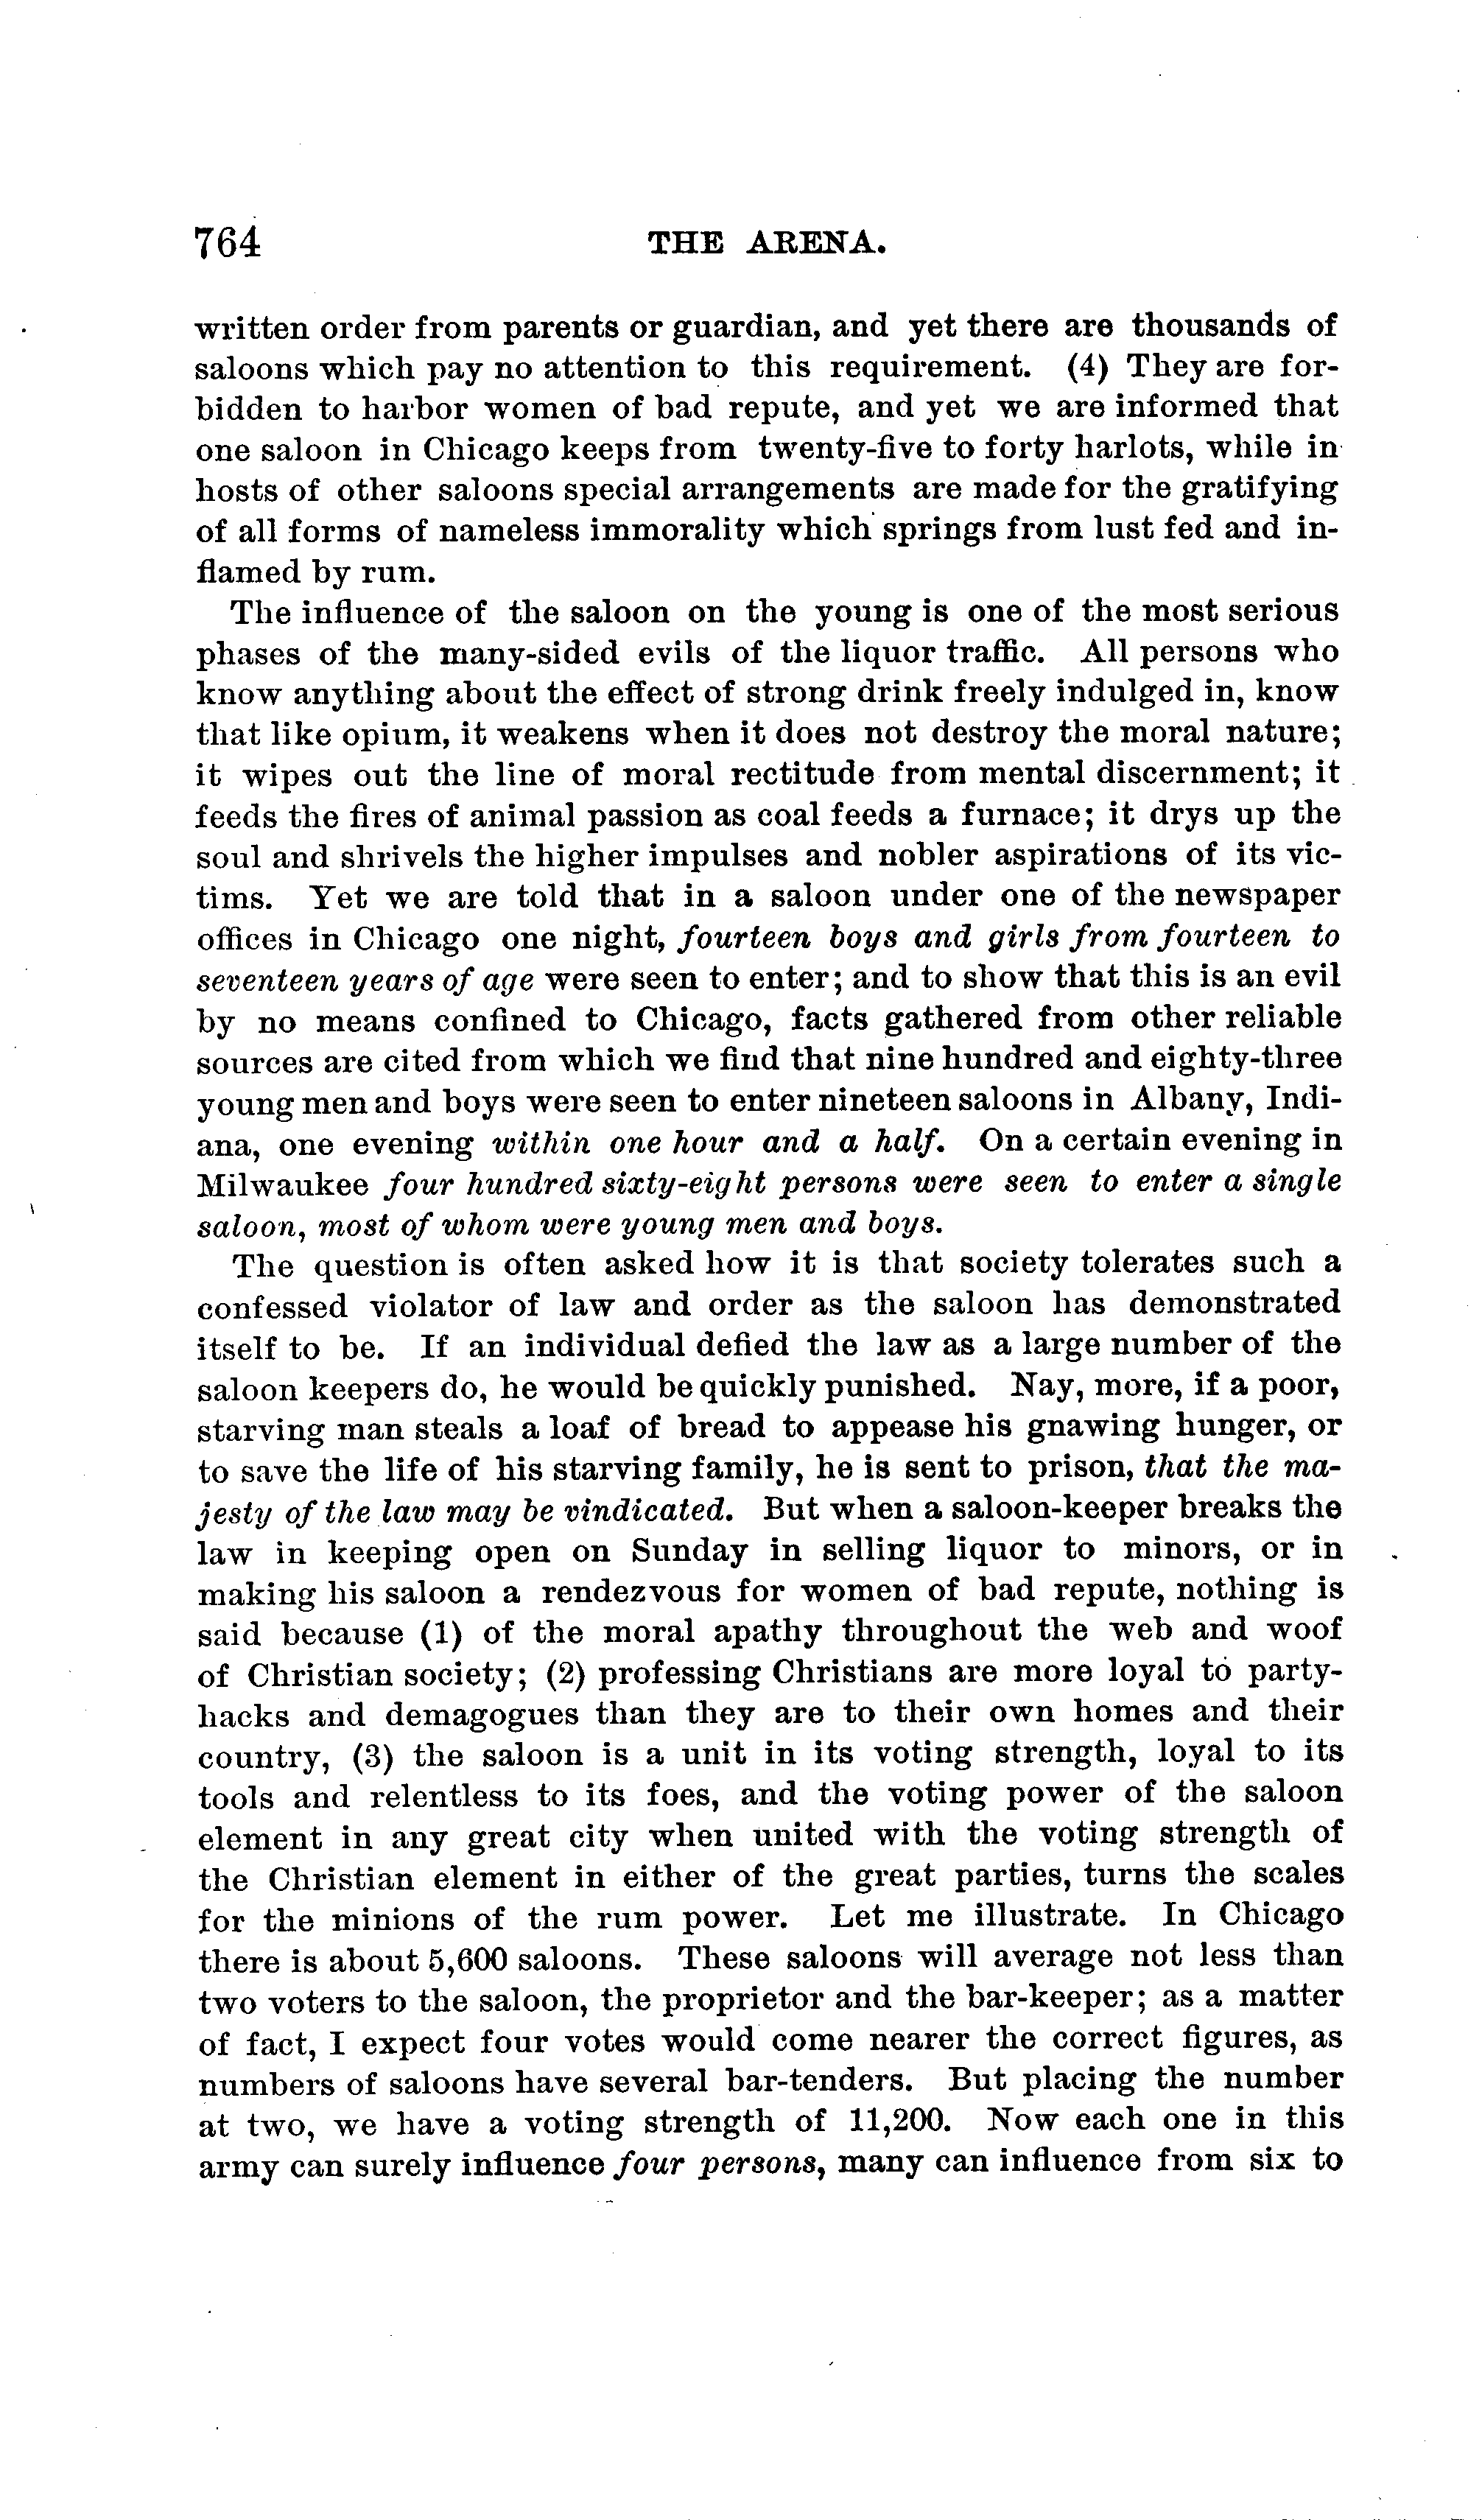 764 THE ARENA.
written order from parents or guardian, and yet there are thousands of
saloons which pay no attention to this requirement. (4) They are for-
bidden to harbor women of bad repute, and yet we are informed that
one saloon in Chicago keeps from twenty-five to forty harlots, while in
hosts of other saloons special arrangements are made for the gratifying
of all forms of nameless immorality which springs from lust fed and in-
flamed by rum.
The influence of the saloon on the young is one of the most serious
phases of the many-sided evils of the liquor traffic. All persons who
know anything about the effect of strong drink freely indulged in, know
that like opium, it weakens when it does not destroy the moral nature;
it wipes out the line of moral rectitude from mental discernment; it
feeds the fires of animal passion as coal feeds a furnace; it drys up the
soul and shrivels the higher impulses and nobler aspirations of its vic-
tims. Yet we are told that in a saloon under one of the newspaper
offices in Chicago one night, fourteen boys and girls from fourteen to
seventeen years of age were seen to enter; and to show that this is an evil
by no means confined to Chicago, facts gathered from other reliable
sources are cited from which we find that nine hundred and eighty-three
young men and boys were seen to enter nineteen saloons in Albany, Indi-
ana, one evening within one hour and a half. On a certain evening in
Milwaukee four hundred sixty-eight persons were seen to enter a single
saloon, most of whom were young men and boys.
The question is often asked how it is that society tolerates such a
confessed violator of law and order as the saloon has demonstrated
itself to be. If an individual defied the law as a large number of the
saloon keepers do, he would be quickly punished. Nay, more, if a poor,
starving man steals a loaf of bread to appease his gnawing hunger, or
to save the life of his starving family, he is sent to prison, that the ma-
jesty of the law may be vindicated. But when a saloon-keeper breaks the
law in keeping open on Sunday in selling liquor to minors, or in
making his saloon a rendezvous for women of bad repute, nothing is
said because (1) of the moral apathy throughout the web and woof
of Christian society; (2) professing Christians are more loyal to party-
hacks and demagogues than they are to their own homes and their
country, (3) the saloon is a unit in its voting strength, loyal to its
tools and relentless to its foes, and the voting power of the saloon
element in any great city when united with the voting strength of
the Christian element in either of the great parties, turns the scales
for the minions of the rum power. Let me illustrate. In Chicago
there is about 5,600 saloons. These saloons will average not less than
two voters to the saloon, the proprietor and the bar-keeper; as a matter
of fact, I expect four votes would come nearer the correct figures, as
numbers of saloons have several bar-tenders. But placing the number
at two, we have a voting strength of 11,200. Now each one in this
army can surely influence four persons, many can influence from six to